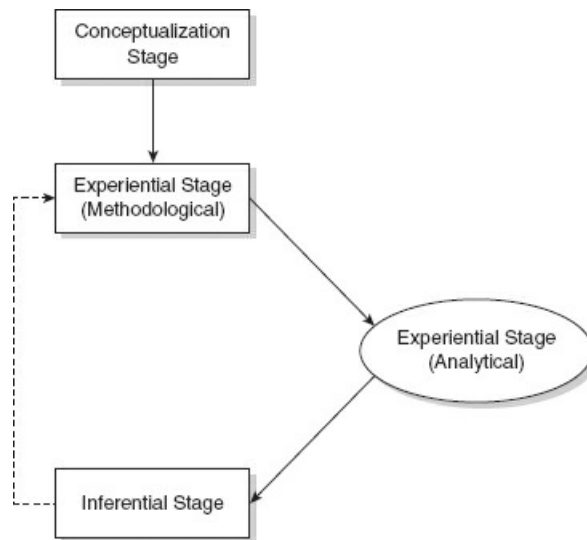 Conceptualization
Stage
Experiential Stage
(Methodological)
Experiential Stage
(Analytical)
Inferential Stage